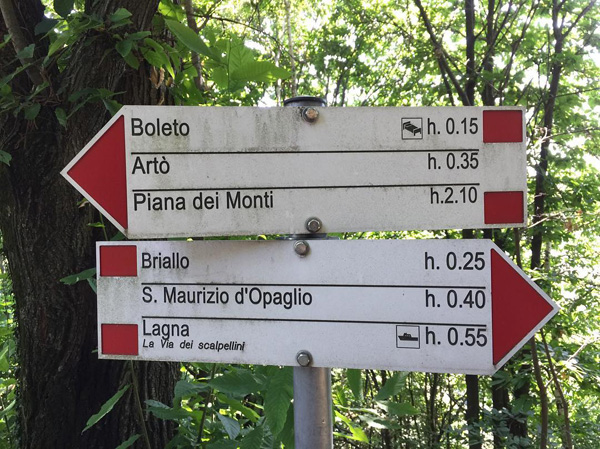 Boleto h. 0.15
Artò h. 0.35
Piana dei Monti h.2.10
Briallo h. 0.25
S. Maurizio d'Opaglio h. 0.40
Lagna h. 0.55
La Via dei scalpellini